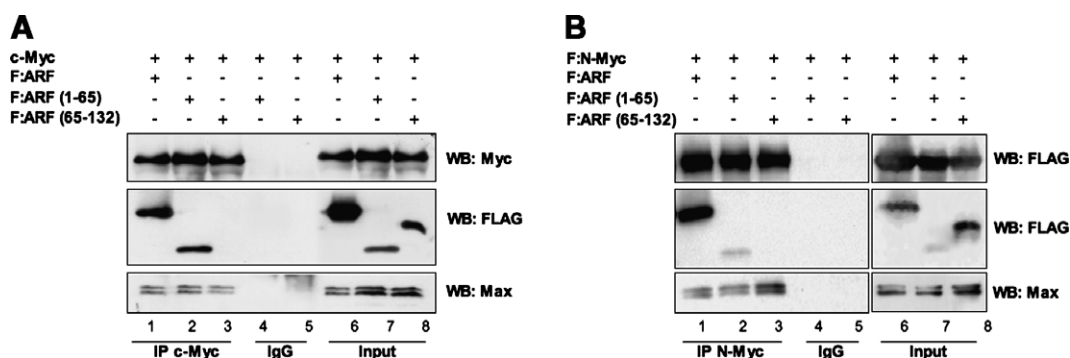 A
c-Myc + + + + + + + +
F:ARF + - - - - + - -
F:ARF (1-65) - + - + - - + -
F:ARF (65-132) - - + - + - - +
WB: Myc
WB: FLAG
WB: Max
1 2 3 4 5 6 7 8
IP c-Myc IgG Input
B
F:N-Myc + + + + + + + +
F:ARF + - - - - + - -
F:ARF (1-65) - + - + - - + -
F:ARF (65-132) - - + - + - - +
WB: FLAG
WB: FLAG
WB: Max
1 2 3 4 5 6 7 8
IP N-Myc IgG Input